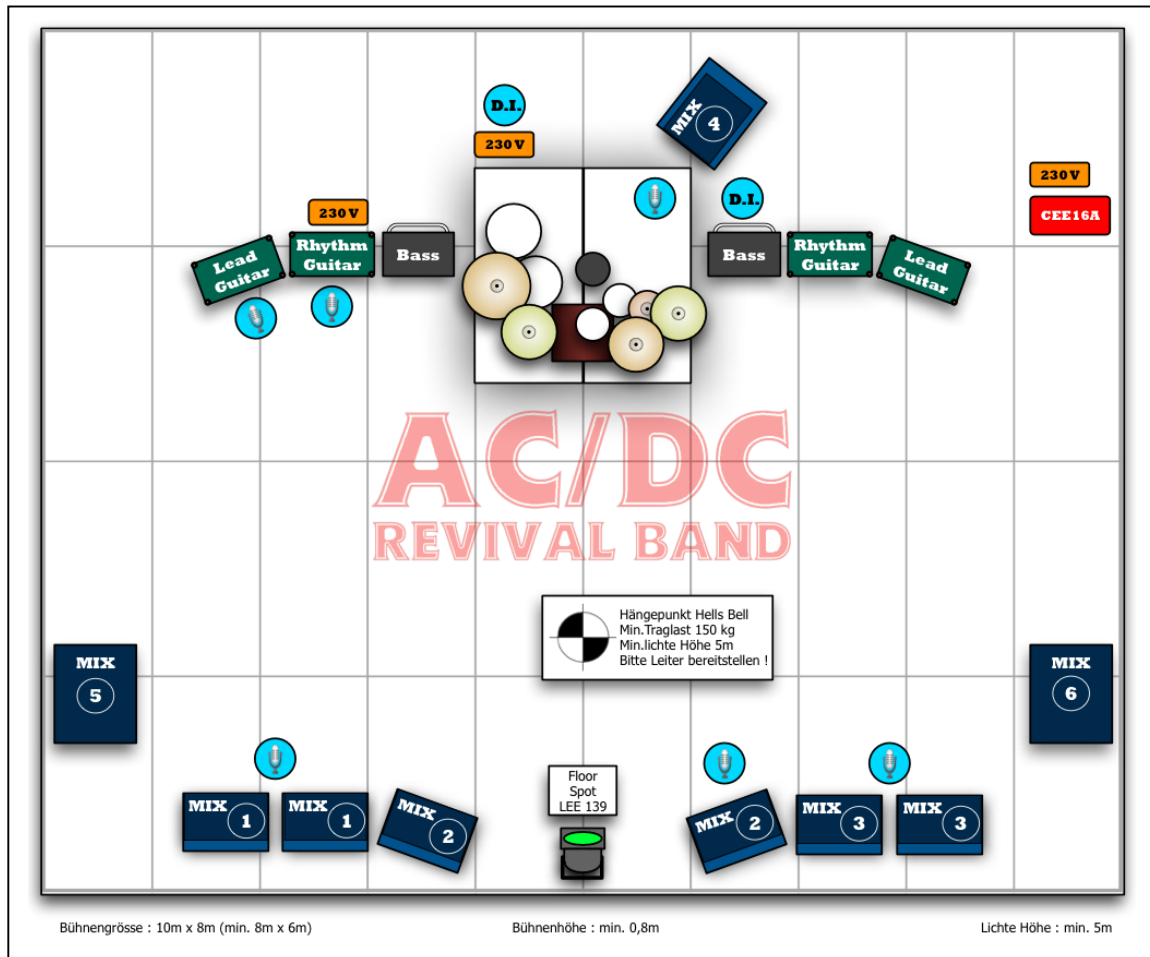 D.I.
230 V
MIX
4
230 V
CEE16A
D.I.
230 V
Lead
Guitar
Rhythm
Guitar
Bass
Bass
Rhythm
Guitar
Lead
Guitar
AC/DC
REVIVAL BAND
Hängepunkt Hells Bell
Min.Traglast 150 kg
Min.lichte Höhe 5m
Bitte Leiter bereitstellen !
MIX
5
MIX
6
Floor
Spot
LEE 139
MIX 1
MIX 1
MIX 2
MIX 2
MIX 3
MIX 3
Bühnengrösse : 10m x 8m (min. 8m x 6m)
Bühnenhöhe : min. 0,8m
Lichte Höhe : min. 5m